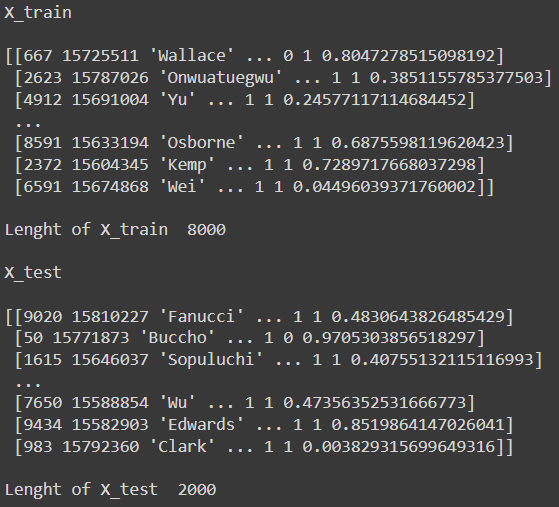 X_train
[[667 15725511 'Wallace' ... 0 1 0.8047278515098192]
[2623 15787026 'Onwuatuegwu' ... 1 1 0.3851155785377503]
[4912 15691004 'Yu' ... 1 1 0.24577117114684452]
...
[8591 15633194 'Osborne' ... 1 1 0.6875598119620423]
[2372 15604345 'Kemp' ... 1 1 0.7289717668037298]
[6591 15674868 'Wei' ... 1 1 0.04496039371760002]]
Lenght of X_train  8000
X_test
[[9020 15810227 'Fanucci' ... 1 1 0.4830643826485429]
[50 15771873 'Buccho' ... 1 0 0.9705303856518297]
[1615 15646037 'Sopuluchi' ... 1 1 0.40755132115116993]
...
[7650 15588854 'Wu' ... 1 1 0.47356352531666773]
[9434 15582903 'Edwards' ... 1 1 0.8519864147026041]
[983 15792360 'Clark' ... 1 1 0.003829315699649316]]
Lenght of X_test  2000